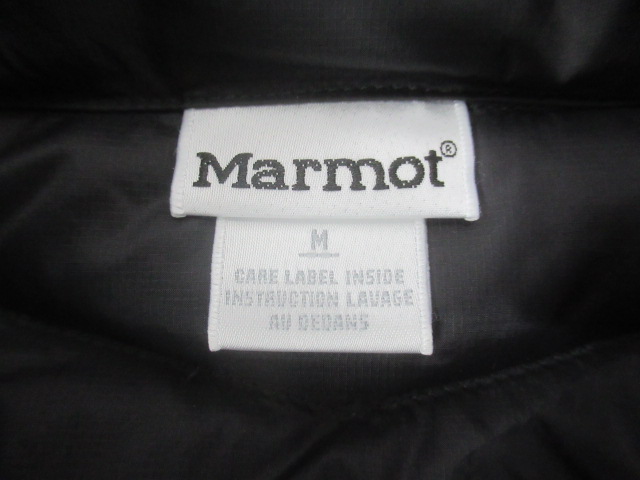 Marmot®
M
CARE LABEL INSIDE
INSTRUCTION LAVAGE
AU DEDANS